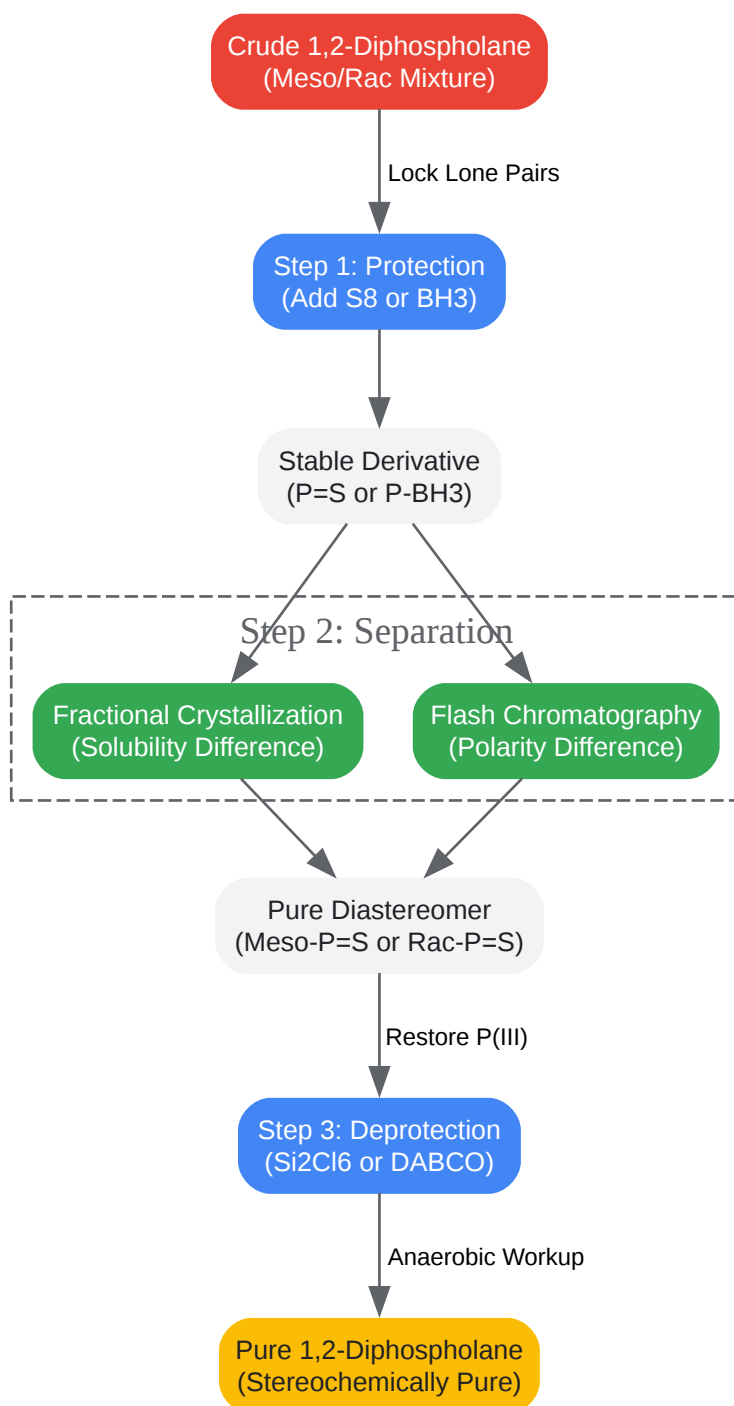 Crude 1,2-Diphospholane
(Meso/Rac Mixture)
Lock Lone Pairs
Step 1: Protection
(Add S8 or BH3)
Stable Derivative
(P=S or P-BH3)
Step 2: Separation
Fractional Crystallization
(Solubility Difference)
Flash Chromatography
(Polarity Difference)
Pure Diastereomer
(Meso-P=S or Rac-P=S)
Restore P(III)
Step 3: Deprotection
(Si2Cl6 or DABCO)
Anaerobic Workup
Pure 1,2-Diphospholane
(Stereochemically Pure)